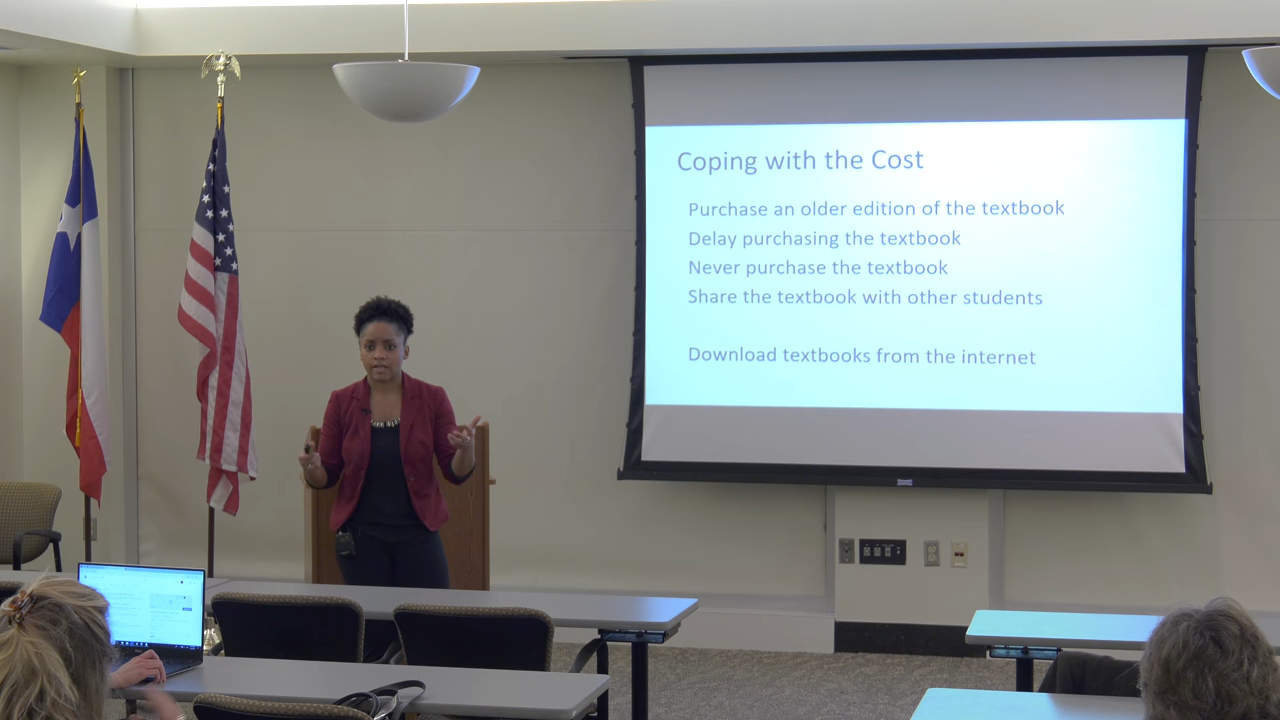 Coping with the Cost
Purchase an older edition of the textbook
Delay purchasing the textbook
Never purchase the textbook
Share the textbook with other students
Download textbooks from the internet